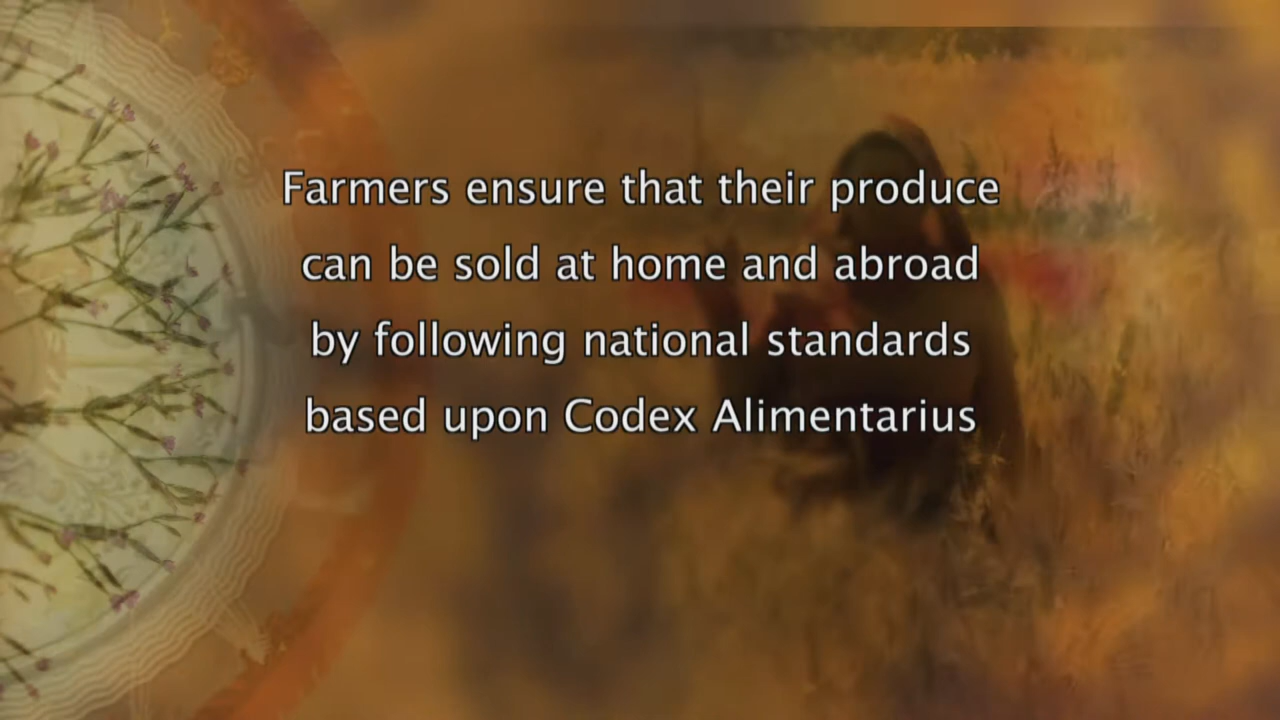 Farmers ensure that their produce
can be sold at home and abroad
by following national standards
based upon Codex Alimentarius